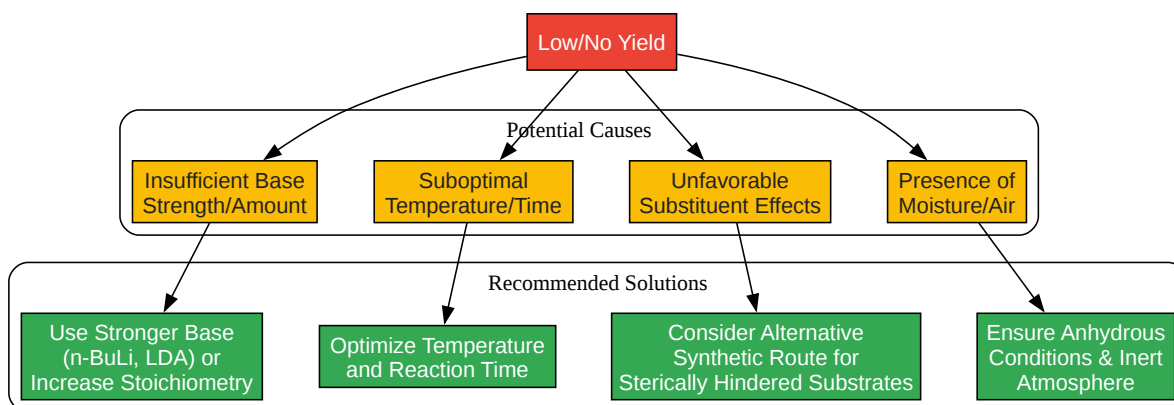 Low/No Yield
Potential Causes
Insufficient Base
Strength/Amount
Suboptimal
Temperature/Time
Unfavorable
Substituent Effects
Presence of
Moisture/Air
Recommended Solutions
Use Stronger Base
(n-BuLi, LDA) or
Increase Stoichiometry
Optimize Temperature
and Reaction Time
Consider Alternative
Synthetic Route for
Sterically Hindered Substrates
Ensure Anhydrous
Conditions & Inert
Atmosphere